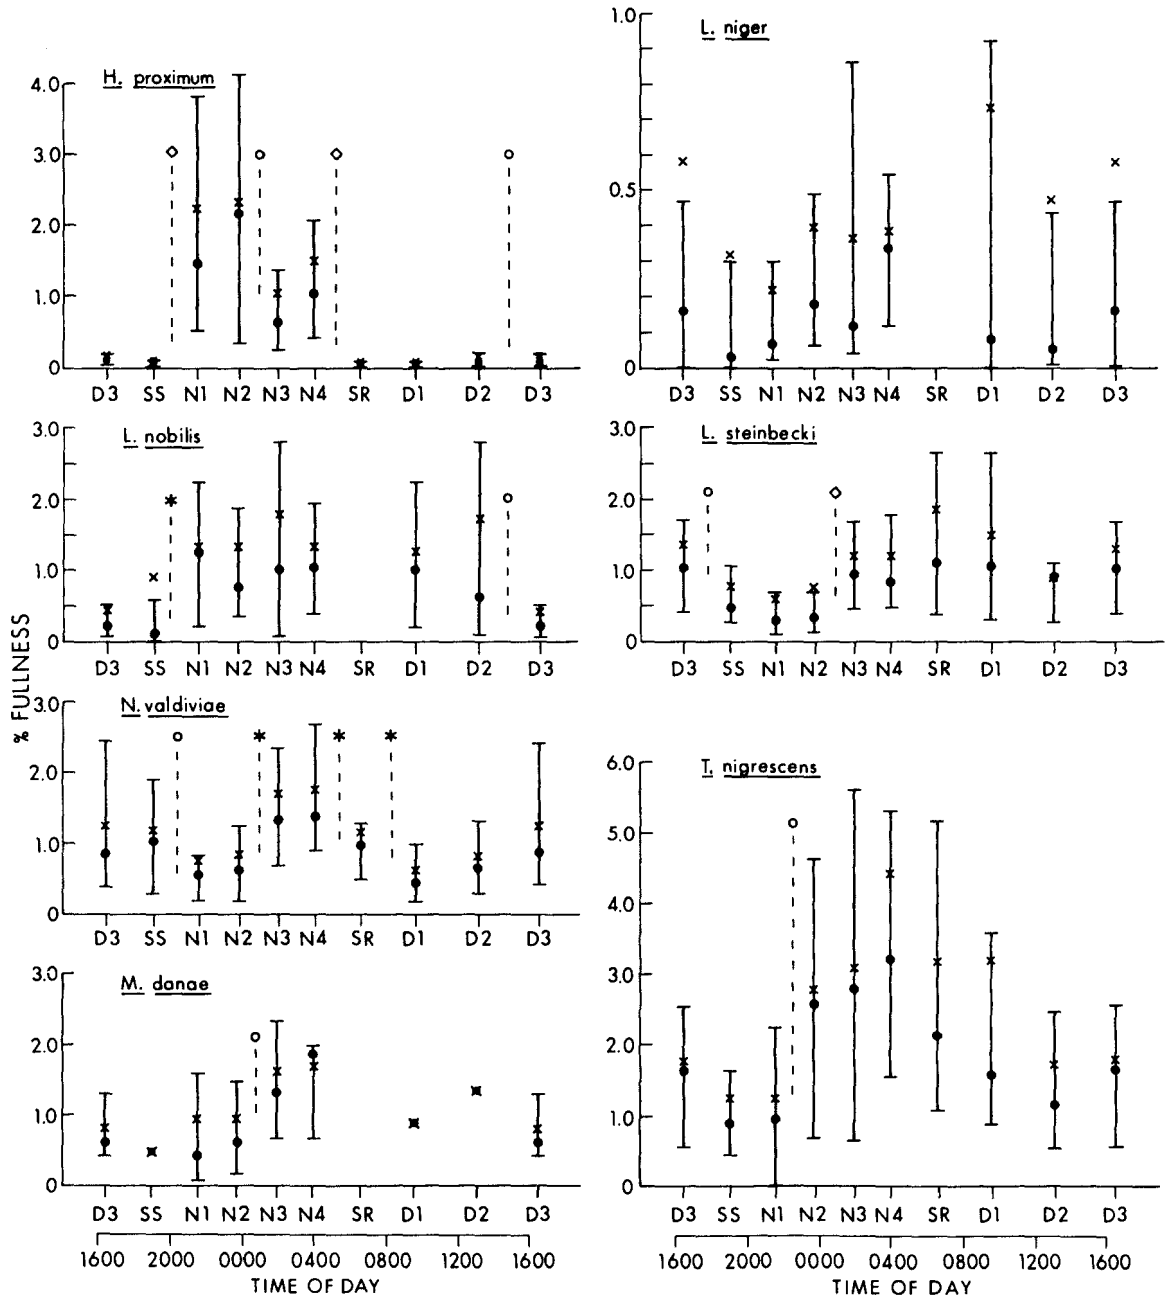 H. proximum
4.0
3.0
2.0
1.0
0
D3 SS N1 N2 N3 N4 SR D1 D2 D3
L. niger
1.0
0.5
0
D3 SS N1 N2 N3 N4 SR D1 D2 D3
L. nobilis
3.0
2.0
1.0
0
D3 SS N1 N2 N3 N4 SR D1 D2 D3
L. steinbecki
3.0
2.0
1.0
0
D3 SS N1 N2 N3 N4 SR D1 D2 D3
% FULLNESS
N. valdiviae
3.0
2.0
1.0
0
D3 SS N1 N2 N3 N4 SR D1 D2 D3
M. danae
3.0
2.0
1.0
0
D3 SS N1 N2 N3 N4 SR D1 D2 D3
1600 2000 0000 0400 0800 1200 1600
TIME OF DAY
T. nigrescens
6.0
5.0
4.0
3.0
2.0
1.0
0
D3 SS N1 N2 N3 N4 SR D1 D2 D3
1600 2000 0000 0400 0800 1200 1600
TIME OF DAY